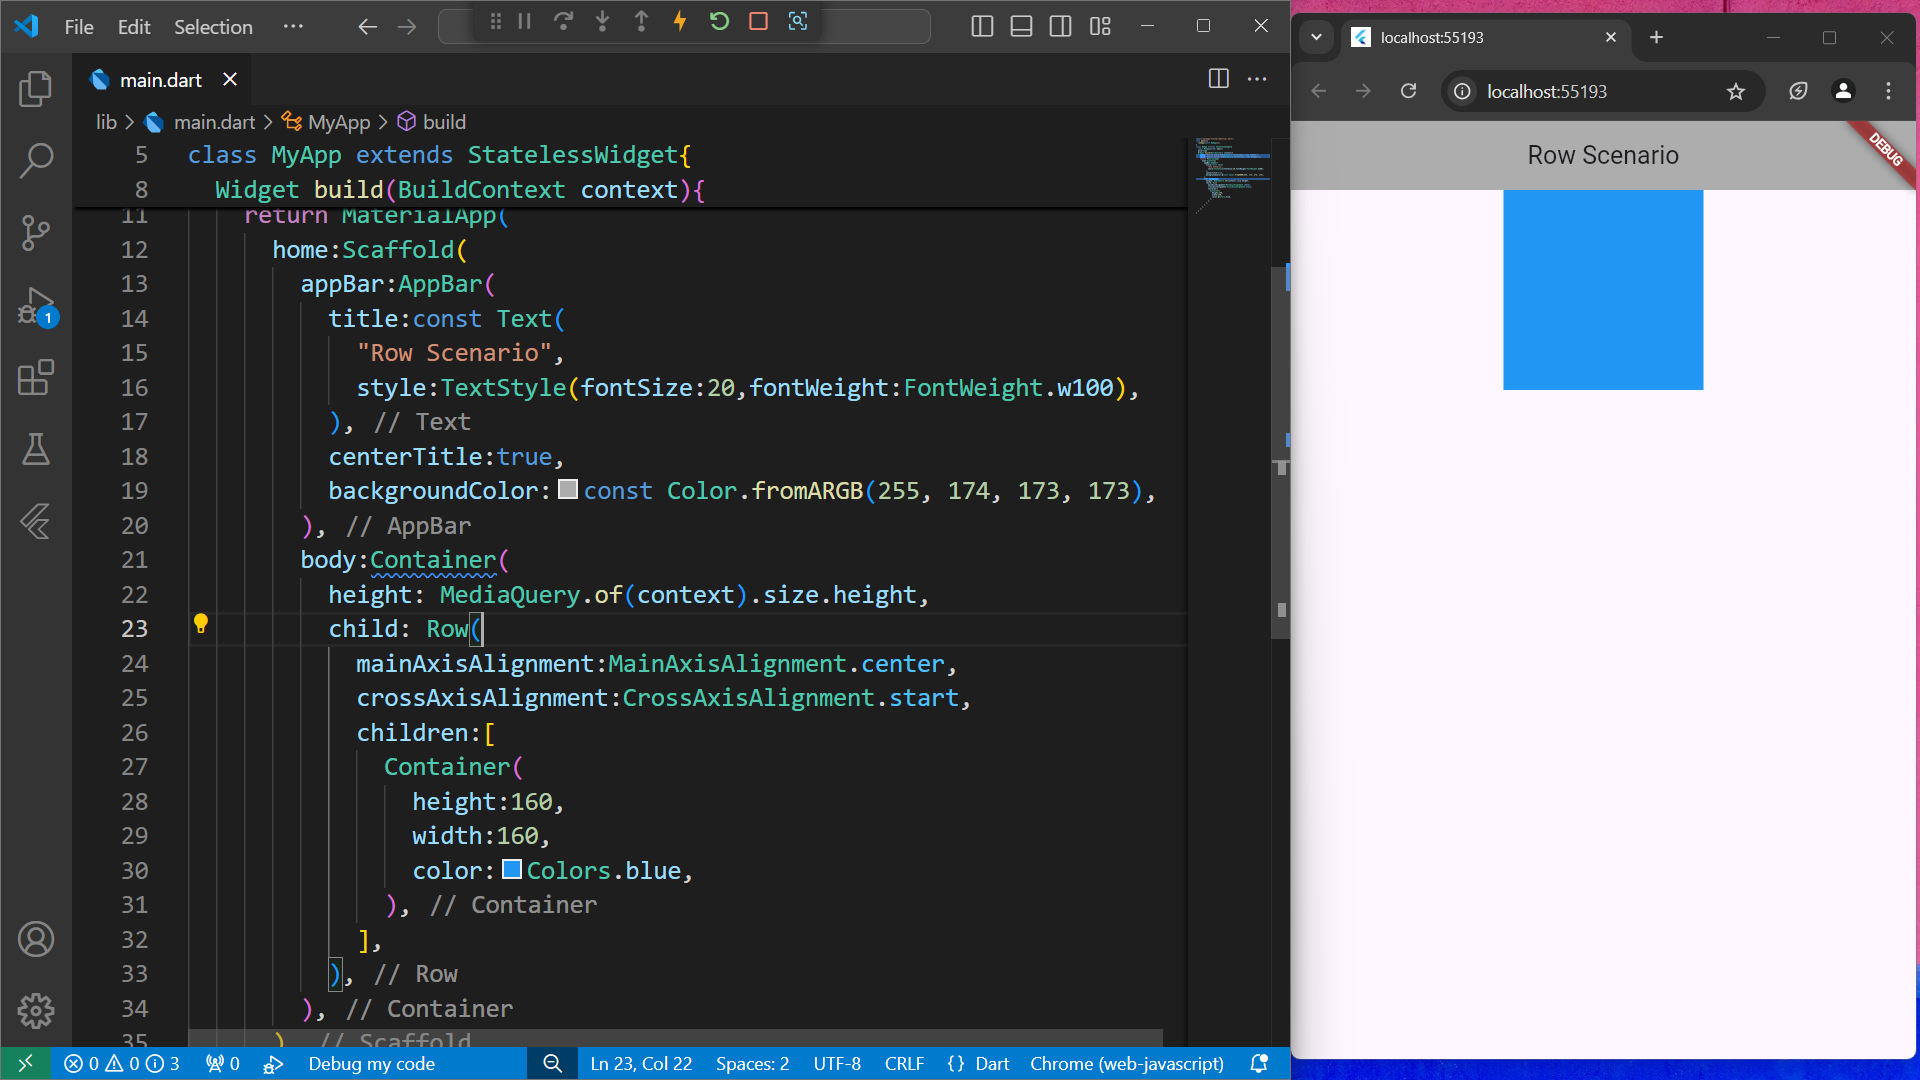 File Edit Selection ···
main.dart
lib > main.dart > MyApp > build
5 class MyApp extends StatelessWidget{
8 Widget build(BuildContext context){
11 return MaterialApp(
12 home:Scaffold(
13 appBar:AppBar(
14 title:const Text(
15 "Row Scenario",
16 style:TextStyle(fontSize:20,fontWeight:FontWeight.w100),
17 ), // Text
18 centerTitle:true,
19 backgroundColor:const Color.fromARGB(255, 174, 173, 173),
20 ), // AppBar
21 body:Container(
22 height: MediaQuery.of(context).size.height,
23 child: Row(
24 mainAxisAlignment:MainAxisAlignment.center,
25 crossAxisAlignment:CrossAxisAlignment.start,
26 children:[
27 Container(
28 height:160,
29 width:160,
30 color:Colors.blue,
31 ), // Container
32 ],
33 ), // Row
34 ), // Container
35 ) // Scaffold
1
0 0 3 0 Debug my code Ln 23, Col 22 Spaces: 2 UTF-8 CRLF {} Dart Chrome (web-javascript)
localhost:55193
localhost:55193
Row Scenario
DEBUG